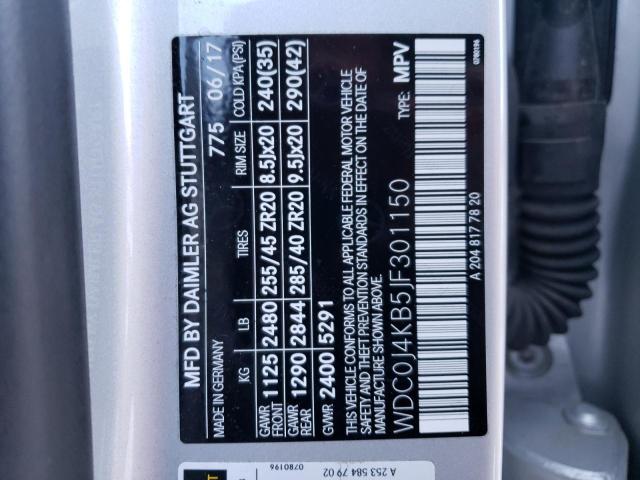 MFD BY DAIMLER AG STUTTGART
MADE IN GERMANY 775 06/17
KG LB TIRES RIM SIZE COLD KPA(PSI)
GAWR FRONT 1125 2480 255/45 ZR20 8.5jx20 240(35)
GAWR REAR 1290 2844 285/40 ZR20 9.5jx20 290(42)
GVWR 2400 5291
THIS VEHICLE CONFORMS TO ALL APPLICABLE FEDERAL MOTOR VEHICLE
SAFETY AND THEFT PREVENTION STANDARDS IN EFFECT ON THE DATE OF
MANUFACTURE SHOWN ABOVE.
WDC0J4KB5JF301150 TYPE: MPV
A 204 817 78 20
0780196
0780196
A 253 584 79 02